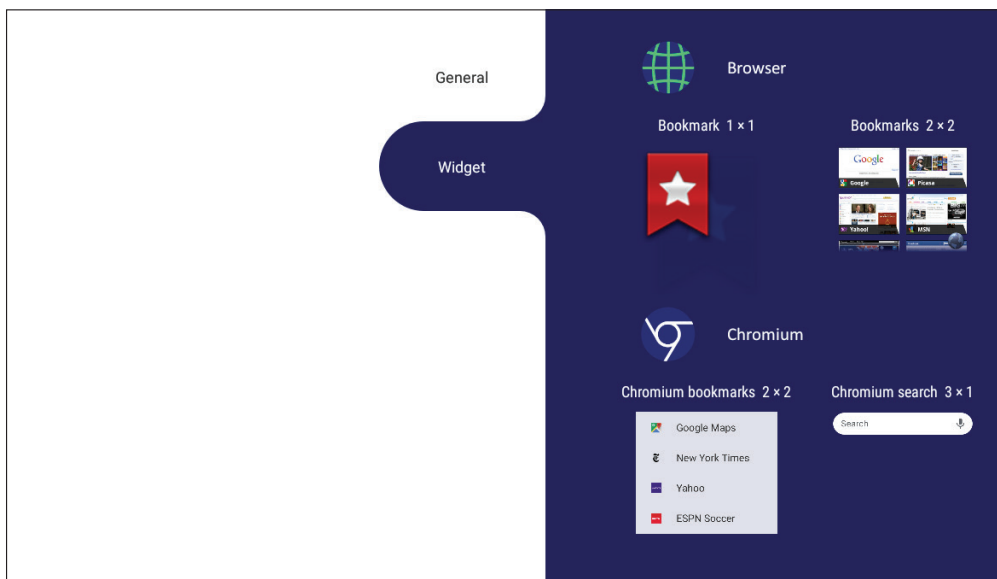 General
Widget
Browser
Bookmark 1 × 1
Bookmarks 2 × 2
Google
Google
Picasa
Yahoo!
MSN
Chromium
Chromium bookmarks 2 × 2
Chromium search 3 × 1
Google Maps
New York Times
Yahoo
ESPN Soccer
Search